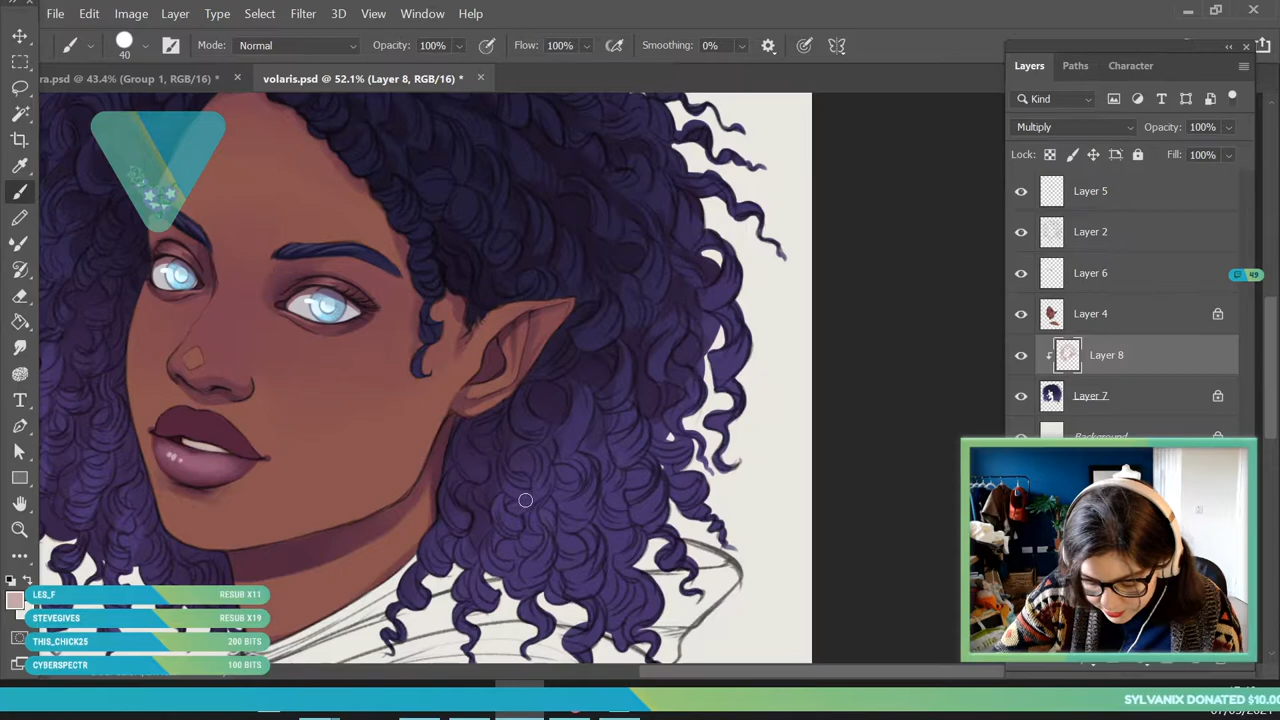 File Edit Image Layer Type Select Filter 3D View Window Help
40 Mode: Normal Opacity: 100% Flow: 100% Smoothing: 0%
ra.psd @ 43.4% (Group 1, RGB/16) * volaris.psd @ 52.1% (Layer 8, RGB/16) *
Layers Paths Character
Kind
Multiply Opacity: 100%
Lock: Fill: 100%
Layer 5
Layer 2
Layer 6
49
Layer 4
Layer 8
Layer 7
Background
LES_F RESUB X11
STEVEGIVES RESUB X19
THIS_CHICK25 200 BITS
CYBERSPECTR 100 BITS
SYLVANIX DONATED $10.00